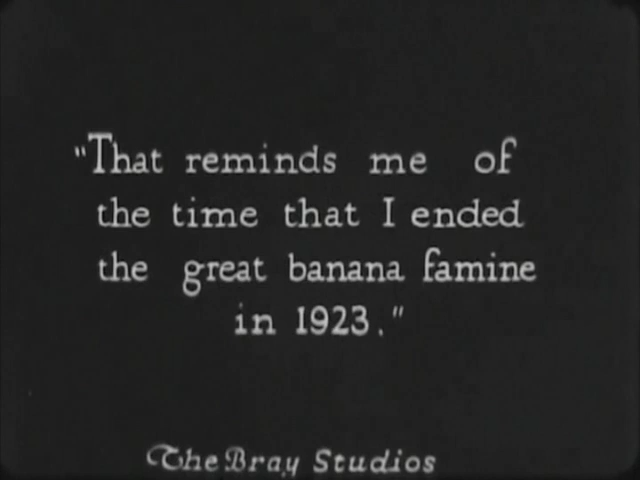 "That reminds me of
the time that I ended
the great banana famine
in 1923."
The Bray Studios